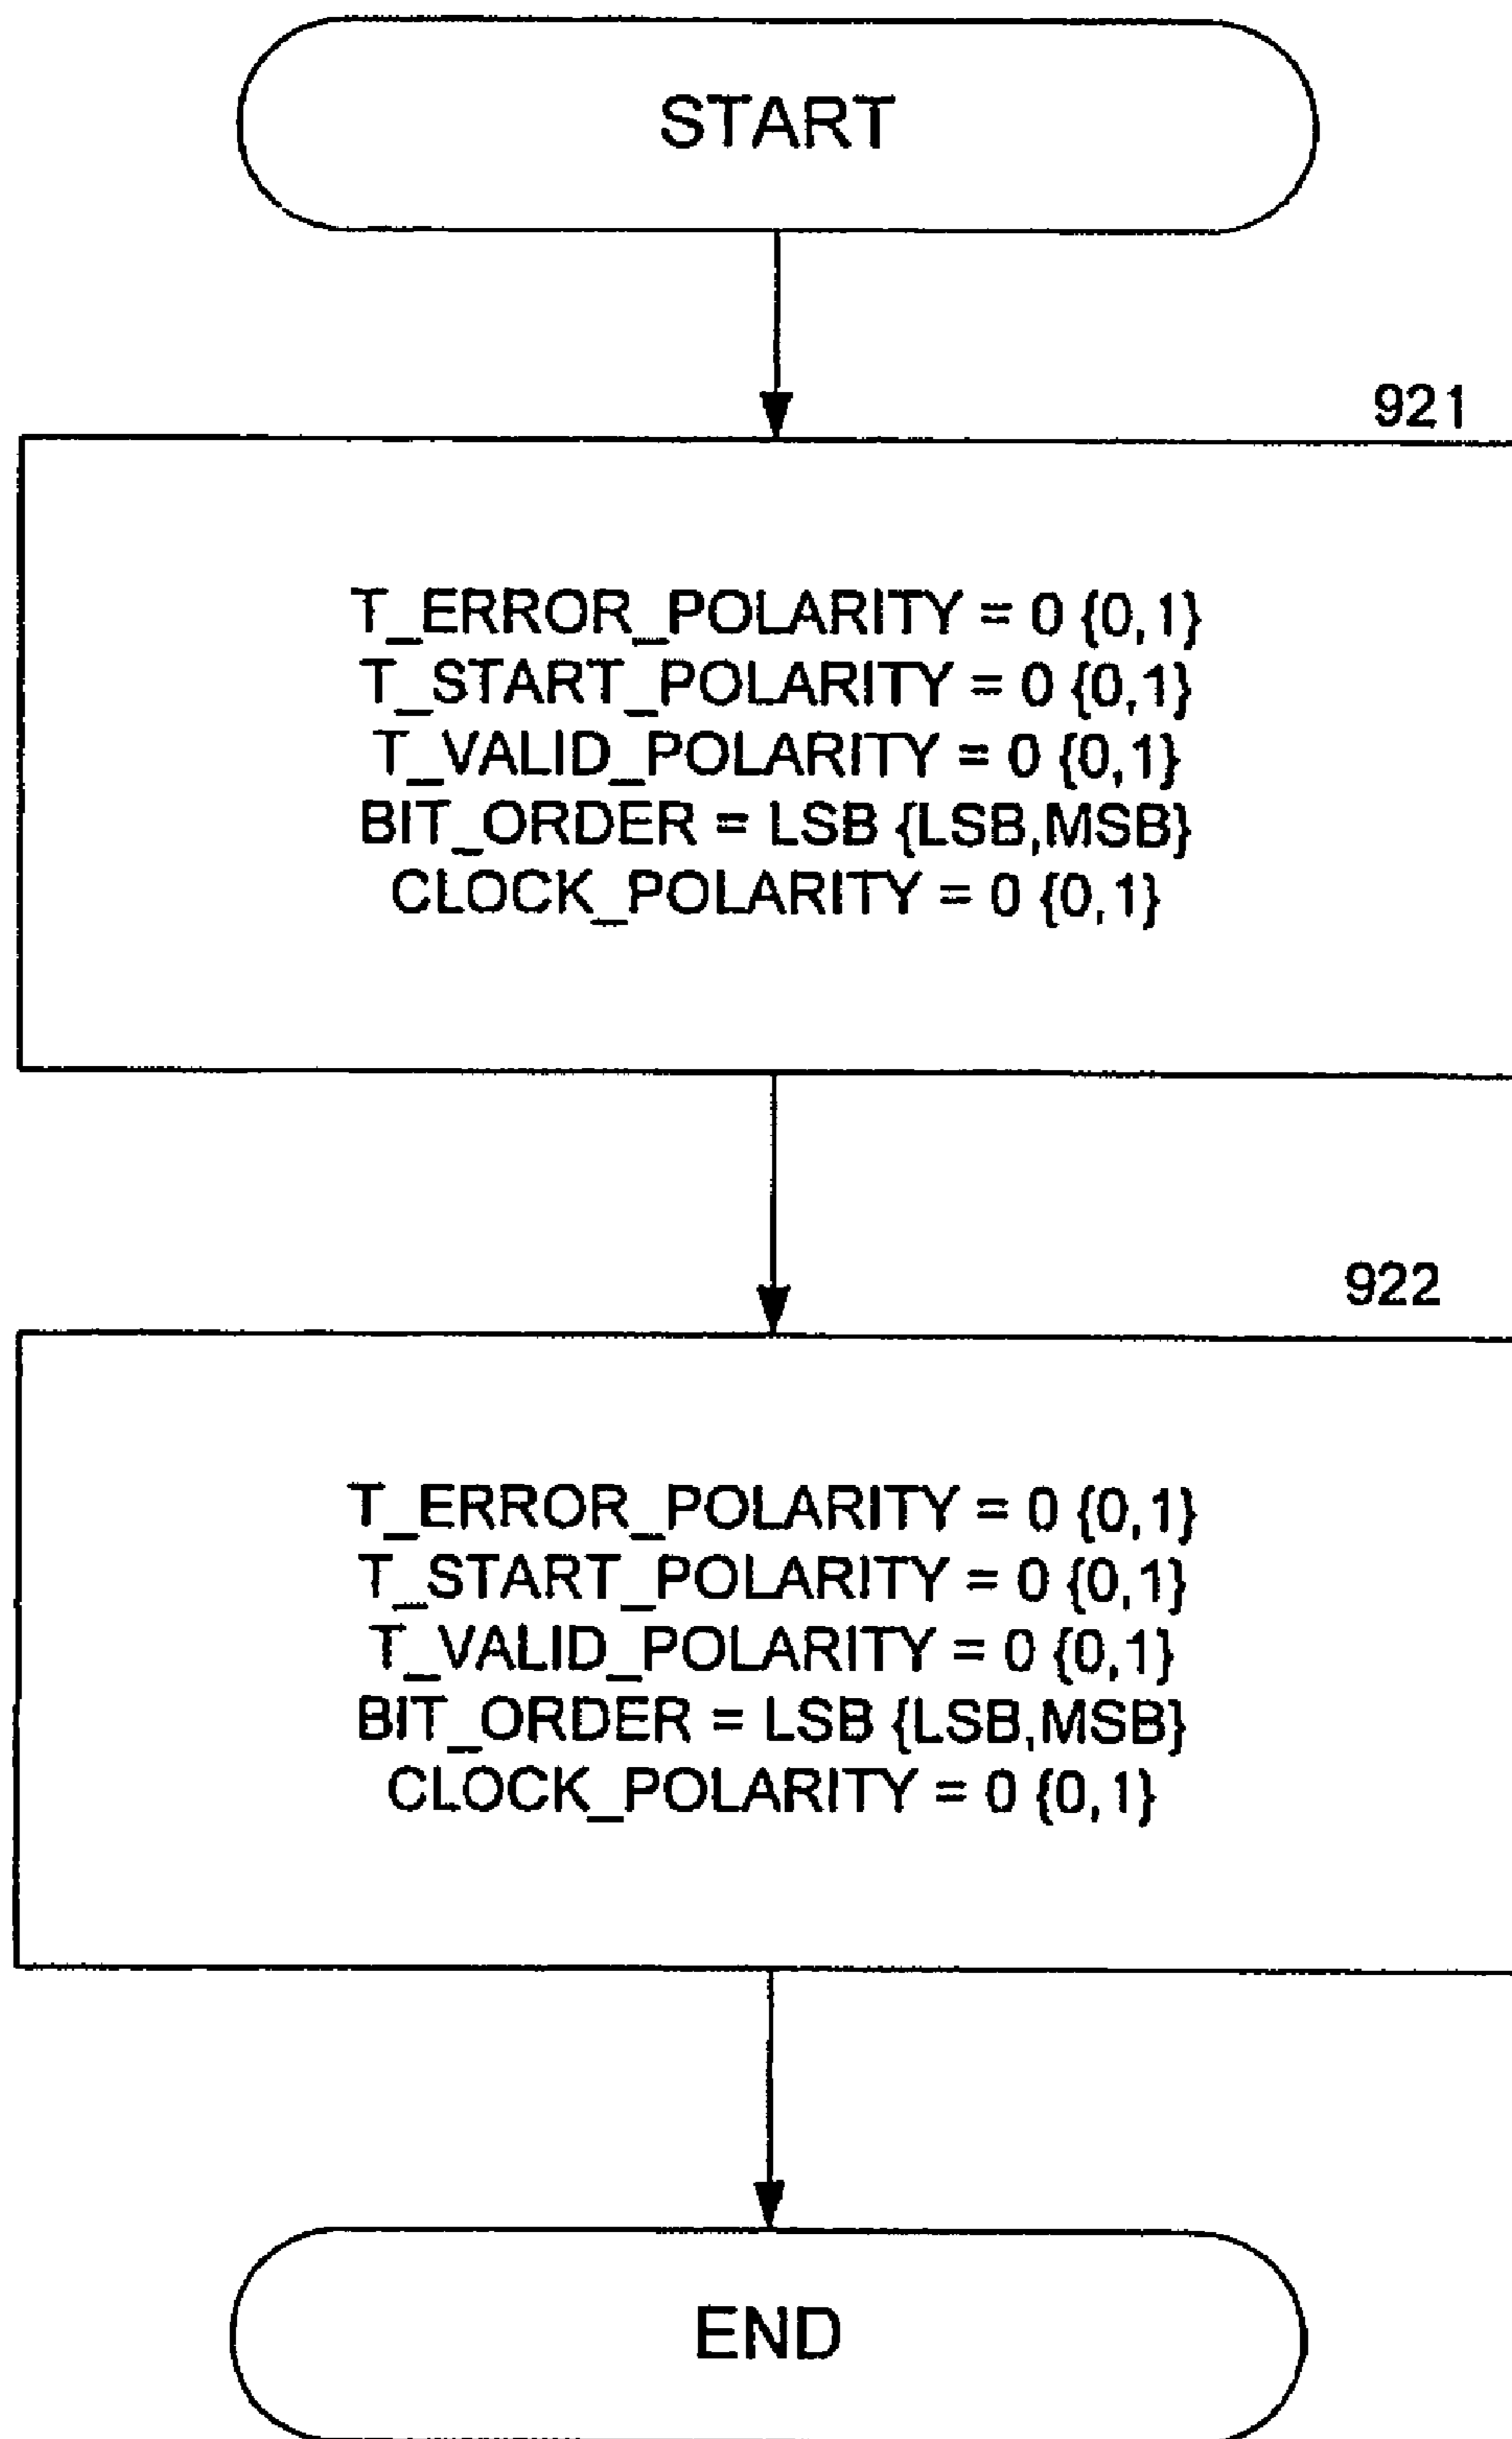 START
921
T_ERROR_POLARITY = 0 {0,1}
T_START_POLARITY = 0 {0,1}
T_VALID_POLARITY = 0 {0,1}
BIT_ORDER = LSB {LSB,MSB}
CLOCK_POLARITY = 0 {0,1}
922
T_ERROR_POLARITY = 0 {0,1}
T_START_POLARITY = 0 {0,1}
T_VALID_POLARITY = 0 {0,1}
BIT_ORDER = LSB {LSB,MSB}
CLOCK_POLARITY = 0 {0,1}
END